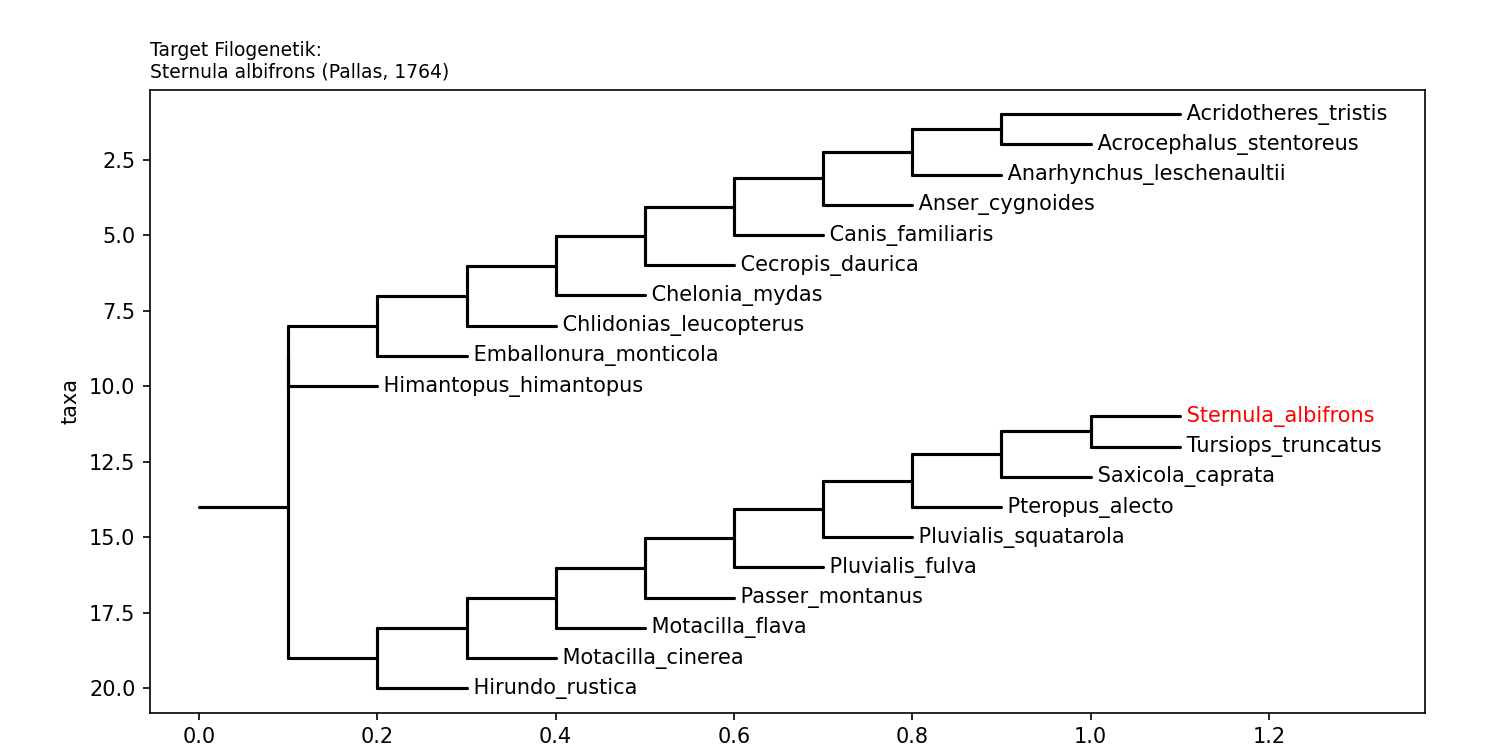 Target Filogenetik:
Sternula albifrons (Pallas, 1764)
Acridotheres_tristis
Acrocephalus_stentoreus
2.5
Anarhynchus_leschenaultii
Anser_cygnoides
5.0
Canis_familiaris
Cecropis_daurica
Chelonia_mydas
7.5
Chlidonias_leucopterus
Emballonura_monticola
10.0
Himantopus_himantopus
taxa
Sternula_albifrons
Tursiops_truncatus
12.5
Saxicola_caprata
Pteropus_alecto
15.0
Pluvialis_squatarola
Pluvialis_fulva
Passer_montanus
17.5
Motacilla_flava
Motacilla_cinerea
20.0
Hirundo_rustica
0.0 0.2 0.4 0.6 0.8 1.0 1.2